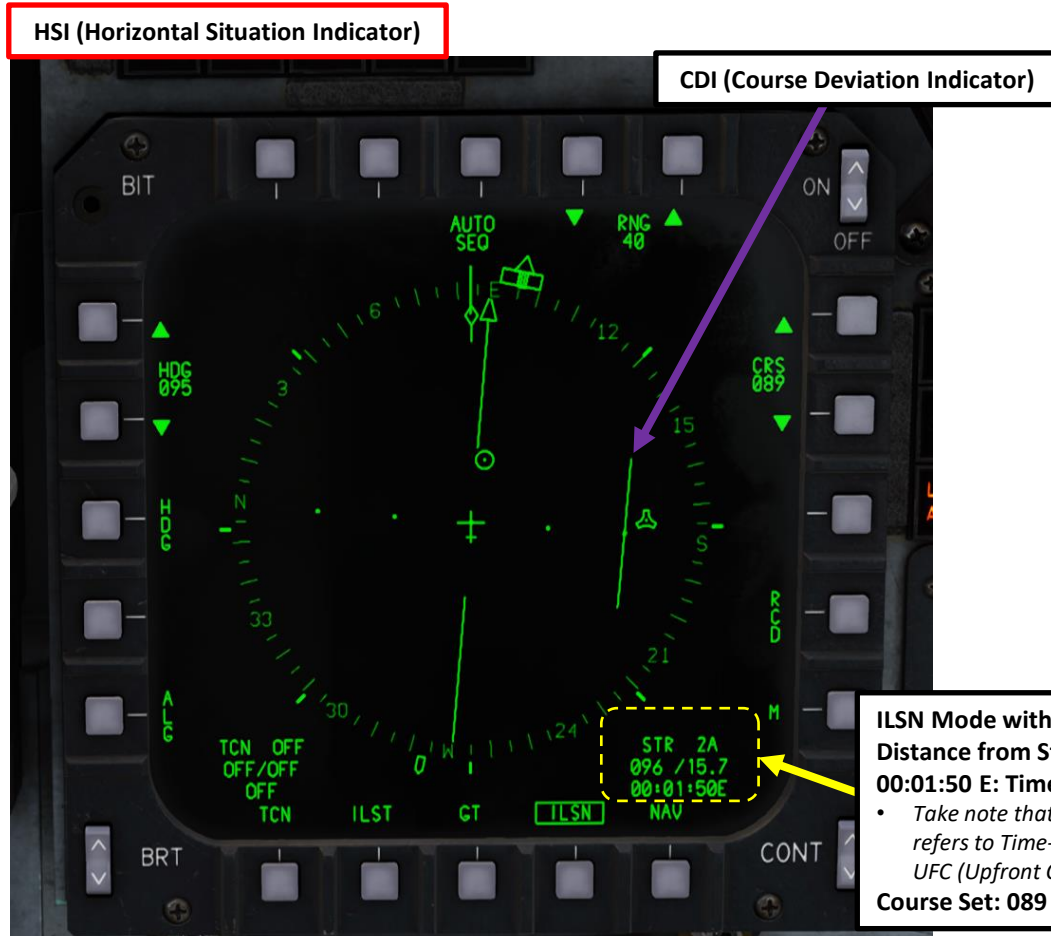 HSI (Horizontal Situation Indicator)
CDI (Course Deviation Indicator)
BIT
ON
OFF
AUTO
SEQ
RNG
40
HDG
095
CRS
089
HDG
ALG
RCD
M
E
6
12
3
15
N
S
33
21
30
24
W
TCN OFF
OFF/OFF
OFF
STR 2A
096 /15.7
00:01:50E
TCN
ILST
GT
ILSN
NAV
BRT
CONT
ILSN Mode with
Distance from
00:01:50 E:
• Take note that
refers to
UFC (Upfront
Course Set: 089